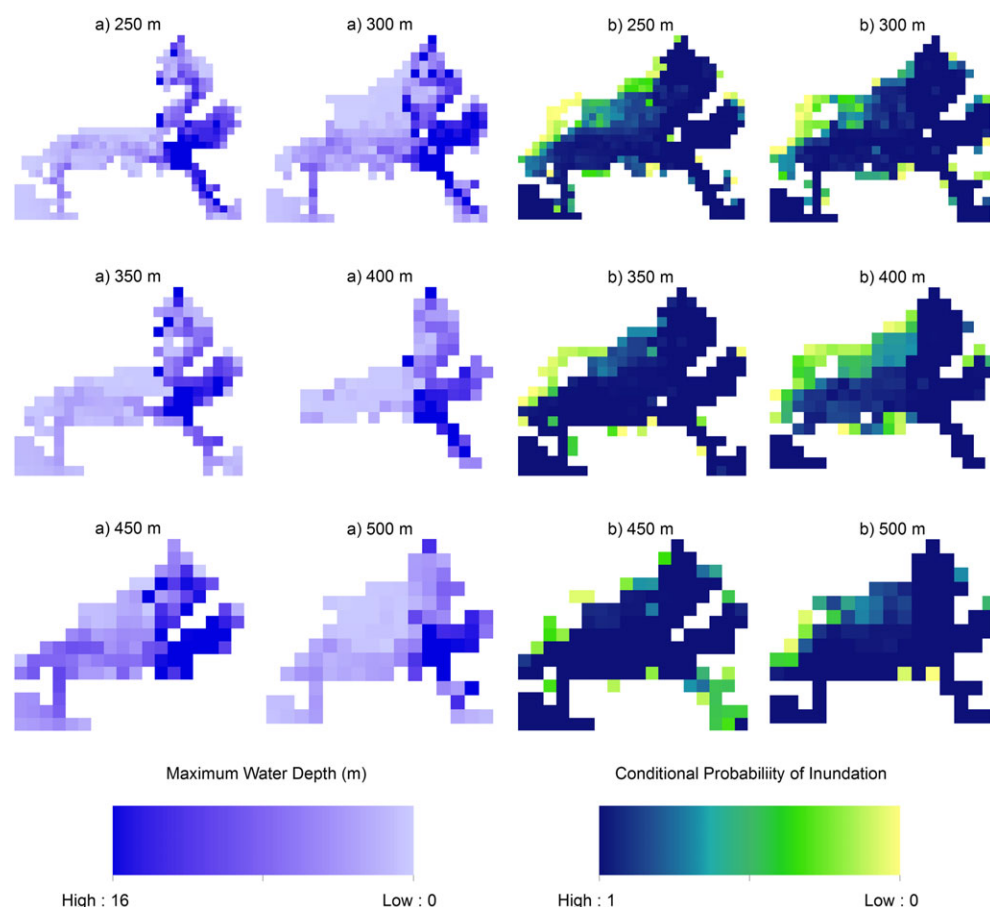 a) 250 m a) 300 m b) 250 m b) 300 m
a) 350 m a) 400 m b) 350 m b) 400 m
a) 450 m a) 500 m b) 450 m b) 500 m
Maximum Water Depth (m) Conditional Probabiliity of Inundation
High : 16 Low : 0 High : 1 Low : 0